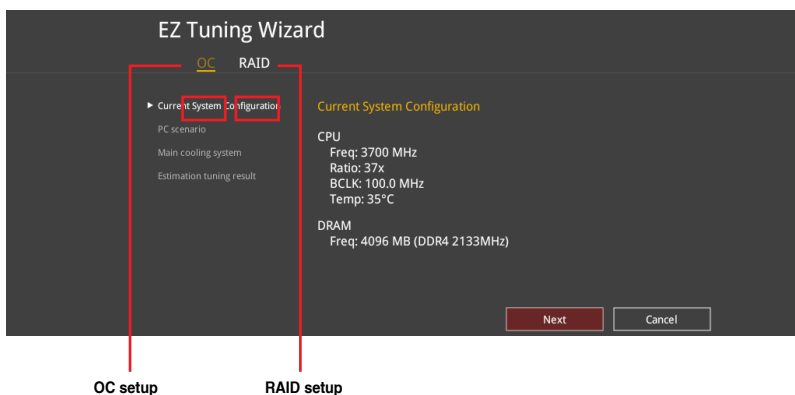 EZ Tuning Wizard
OC RAID
Current System Configuration
PC scenario
Main cooling system
Estimation tuning result
Current System Configuration
CPU
Freq: 3700 MHz
Ratio: 37x
BCLK: 100.0 MHz
Temp: 35°C
DRAM
Freq: 4096 MB (DDR4 2133MHz)
Next Cancel
OC setup RAID setup